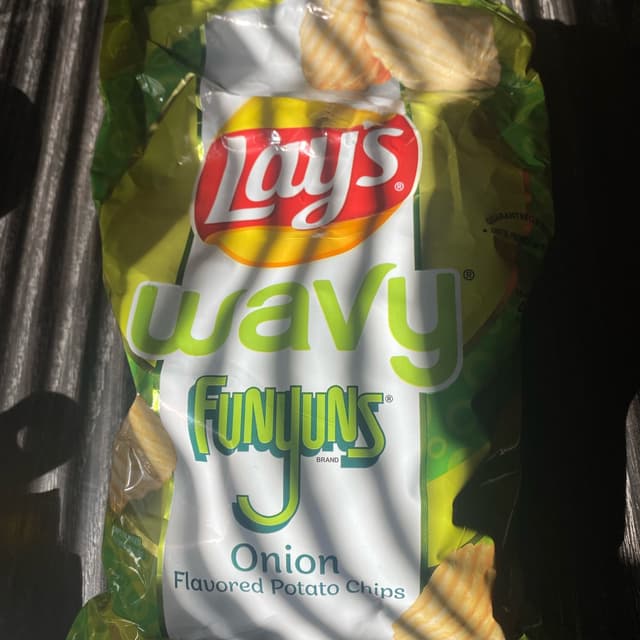 Lay's®
wavy®
FUNYUNS®
BRAND
Onion
Flavored Potato Chips